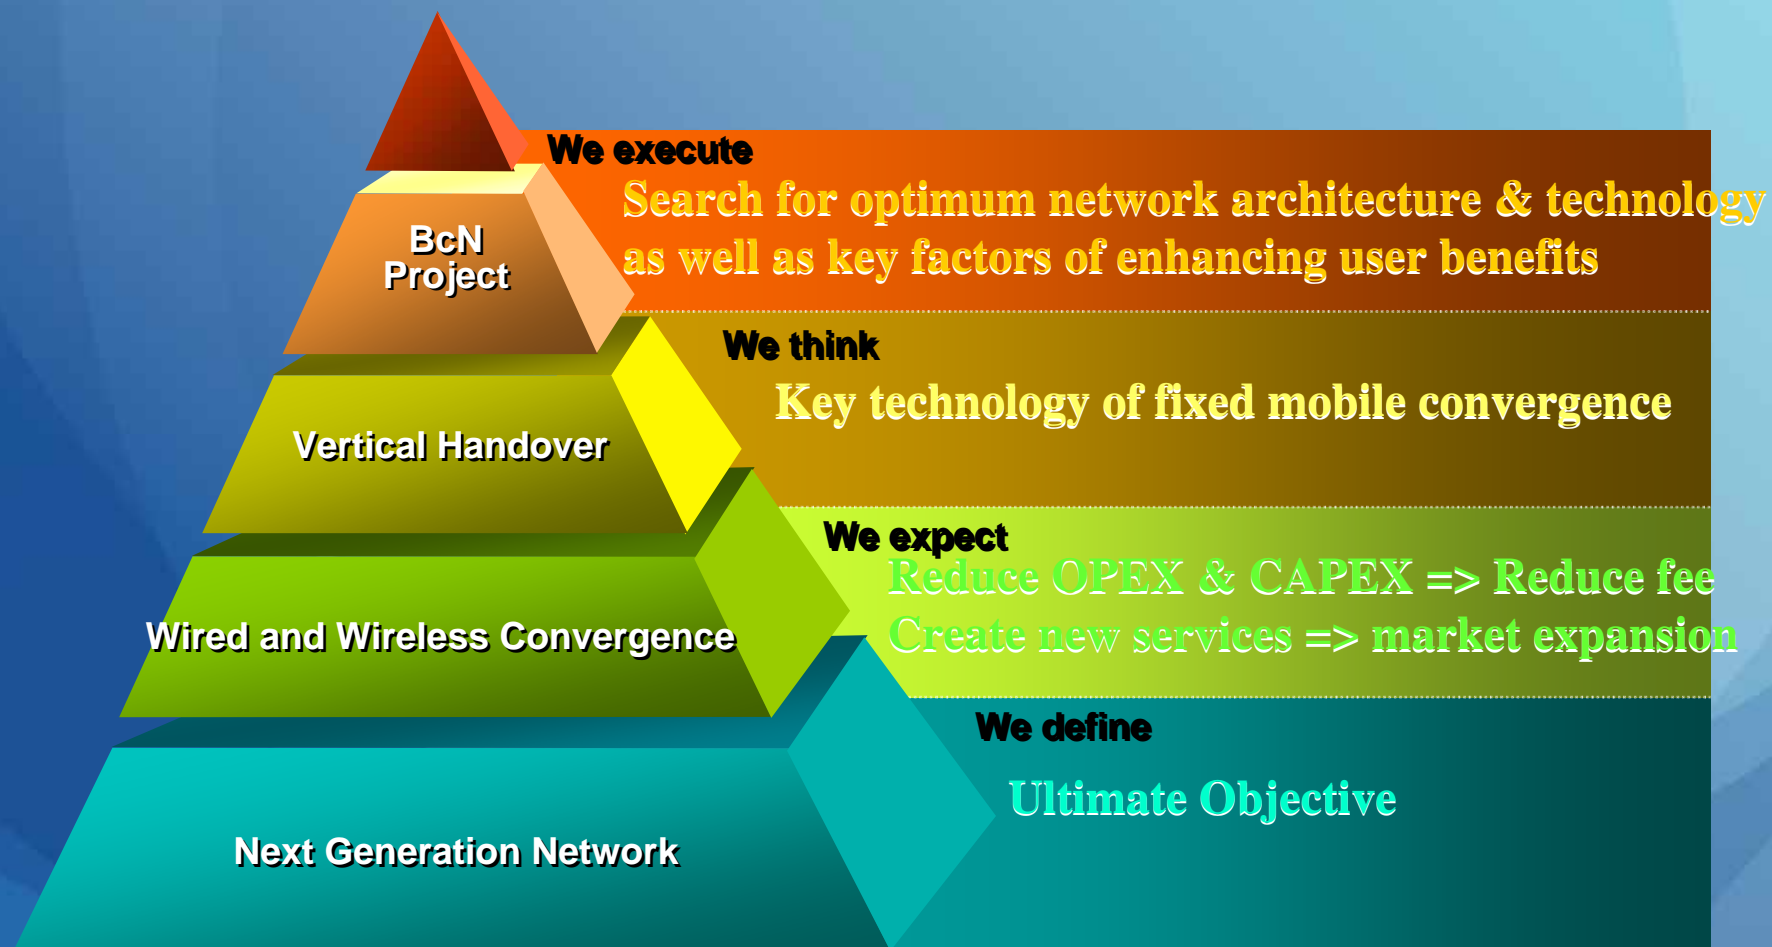 We execute
Search for optimum network architecture & technology
as well as key factors of enhancing user benefits
BcN
Project
We think
Key technology of fixed mobile convergence
Vertical Handover
We expect
Reduce OPEX & CAPEX => Reduce fee
Create new services => market expansion
Wired and Wireless Convergence
We define
Ultimate Objective
Next Generation Network